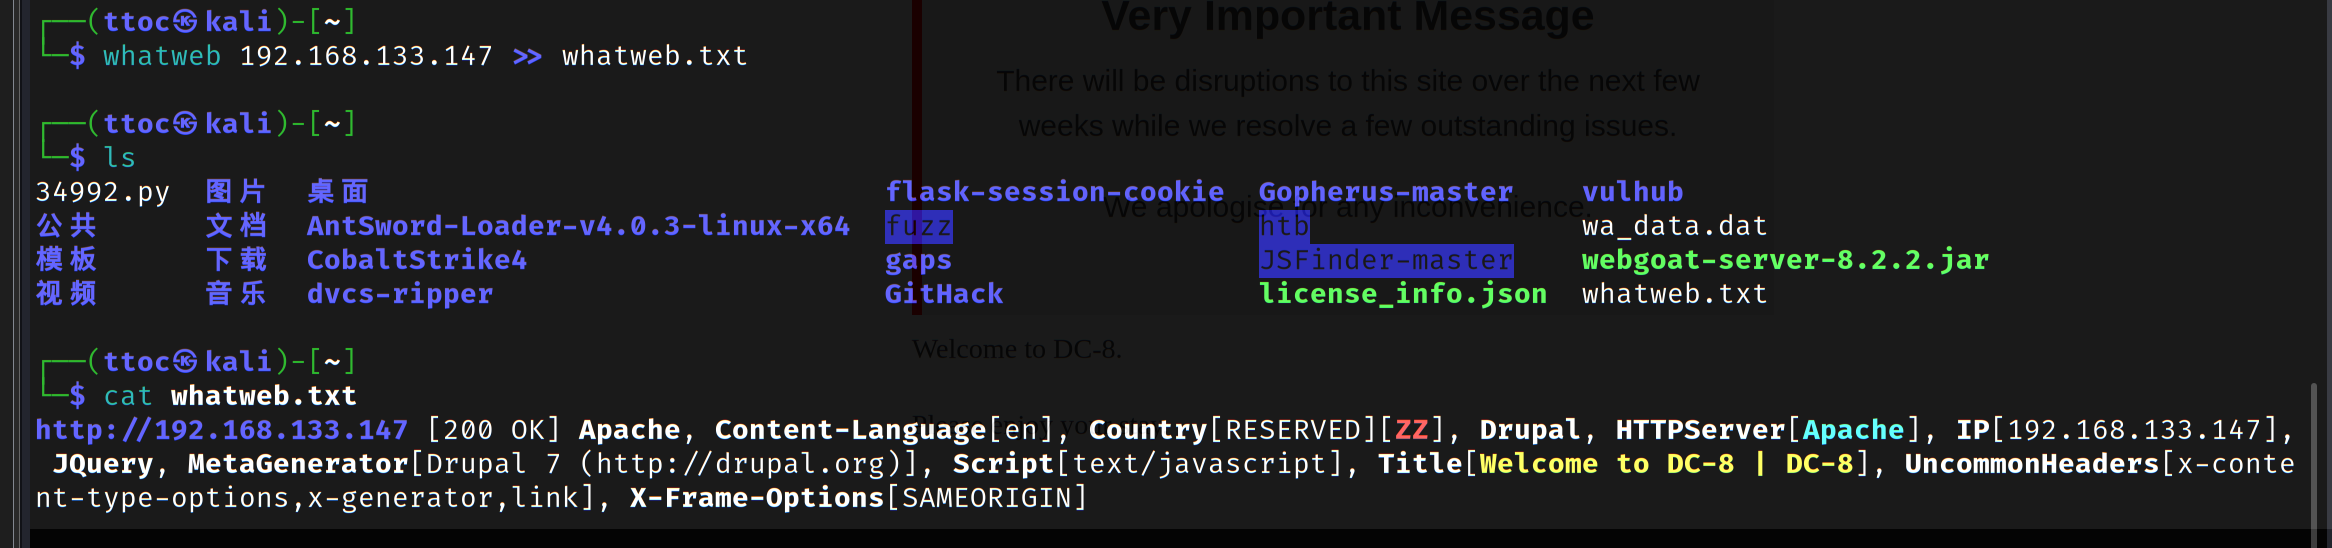 Very Important Message
┌──(ttoc㉿kali)-[~]
└─$ whatweb 192.168.133.147 >> whatweb.txt
There will be disruptions to this site over the next few
weeks while we resolve a few outstanding issues.
┌──(ttoc㉿kali)-[~]
└─$ ls
34992.py 图片 桌面 flask-session-cookie Gopherus-master vulhub
We apologise for any inconvenience.
公共 文档 AntSword-Loader-v4.0.3-linux-x64 fuzz htb wa_data.dat
模板 下载 CobaltStrike4 gaps JSFinder-master webgoat-server-8.2.2.jar
视频 音乐 dvcs-ripper GitHack license_info.json whatweb.txt
Welcome to DC-8.
┌──(ttoc㉿kali)-[~]
└─$ cat whatweb.txt
http://192.168.133.147 [200 OK] Apache, Content-Language[en], Country[RESERVED][ZZ], Drupal, HTTPServer[Apache], IP[192.168.133.147],
JQuery, MetaGenerator[Drupal 7 (http://drupal.org)], Script[text/javascript], Title[Welcome to DC-8 | DC-8], UncommonHeaders[x-conte
nt-type-options,x-generator,link], X-Frame-Options[SAMEORIGIN]